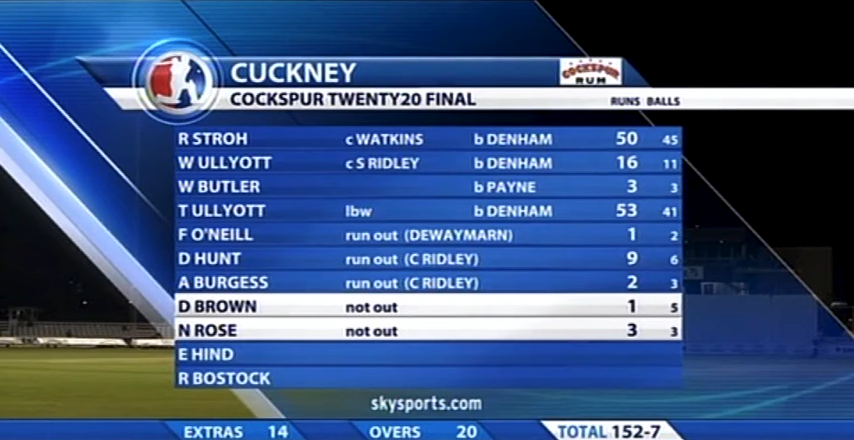 CUCKNEY COCKSPUR RUM
COCKSPUR TWENTY20 FINAL RUNS BALLS
R STROH c WATKINS b DENHAM 50 45
W ULLYOTT c S RIDLEY b DENHAM 16 11
W BUTLER b PAYNE 3 3
T ULLYOTT lbw b DENHAM 53 41
F O'NEILL run out (DEWAYMARN) 1 2
D HUNT run out (C RIDLEY) 9 6
A BURGESS run out (C RIDLEY) 2 3
D BROWN not out 1 5
N ROSE not out 3 3
E HIND
R BOSTOCK
skysports.com
EXTRAS 14 OVERS 20 TOTAL 152-7